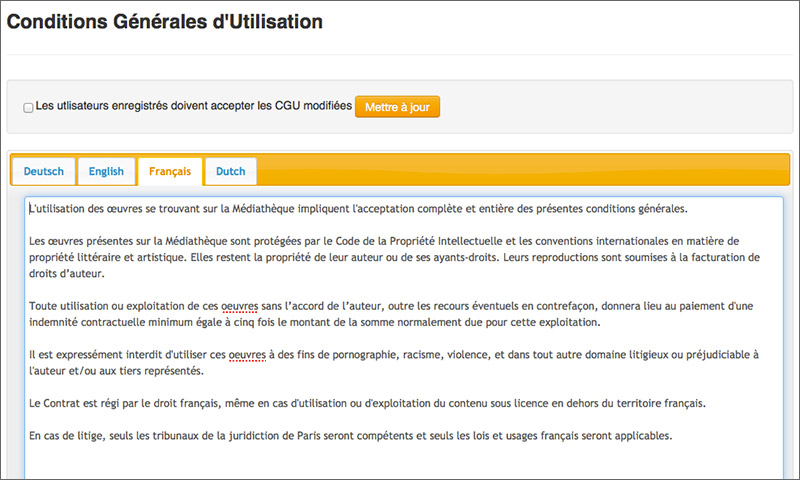 Conditions Générales d'Utilisation
Les utlisateurs enregistrés doivent accepter les CGU modifiées Mettre à jour
Deutsch English Français Dutch
L'utilisation des œuvres se trouvant sur la Médiathèque impliquent l'acceptation complète et entière des présentes conditions générales.
Les œuvres présentes sur la Médiathèque sont protégées par le Code de la Propriété Intellectuelle et les conventions internationales en matière de
propriété littéraire et artistique. Elles restent la propriété de leur auteur ou de ses ayants-droits. Leurs reproductions sont soumises à la facturation de
droits d’auteur.
Toute utilisation ou exploitation de ces oeuvres sans l’accord de l’auteur, outre les recours éventuels en contrefaçon, donnera lieu au paiement d'une
indemnité contractuelle minimum égale à cinq fois le montant de la somme normalement due pour cette exploitation.
Il est expressément interdit d'utiliser ces oeuvres à des fins de pornographie, racisme, violence, et dans tout autre domaine litigieux ou préjudiciable à
l'auteur et/ou aux tiers représentés.
Le Contrat est régi par le droit français, même en cas d'utilisation ou d'exploitation du contenu sous licence en dehors du territoire français.
En cas de litige, seuls les tribunaux de la juridiction de Paris seront compétents et seuls les lois et usages français seront applicables.